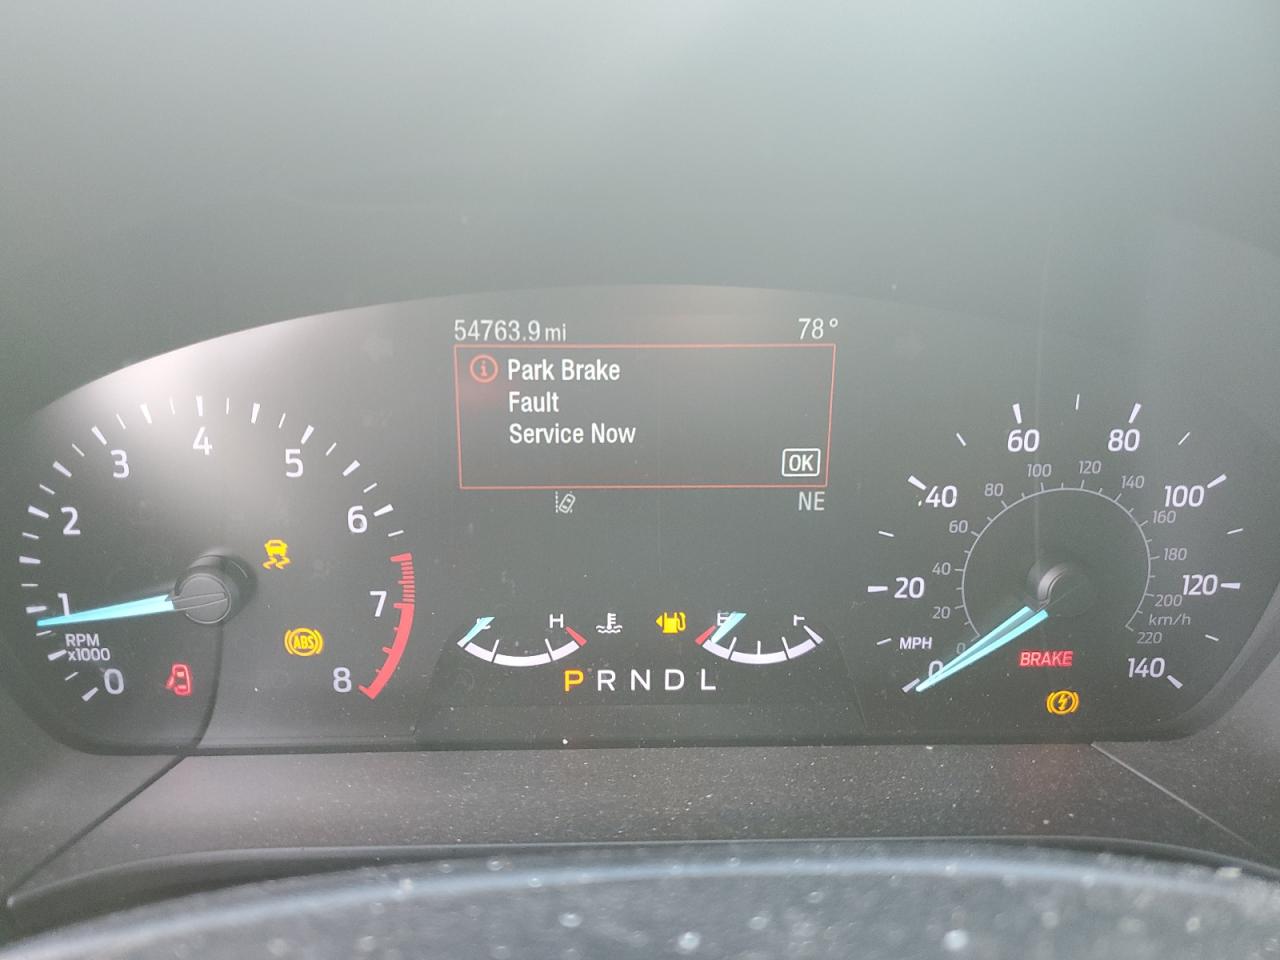 54763.9 mi 78°
Park Brake
Fault
Service Now
OK
NE
0 1 2 3 4 5 6 7 8
RPM
x1000
ABS
H
E F
P R N D L
0 20 40 60 80 100 120 140
MPH
0 20 40 60 80 100 120 140 160 180 200 220
km/h
BRAKE